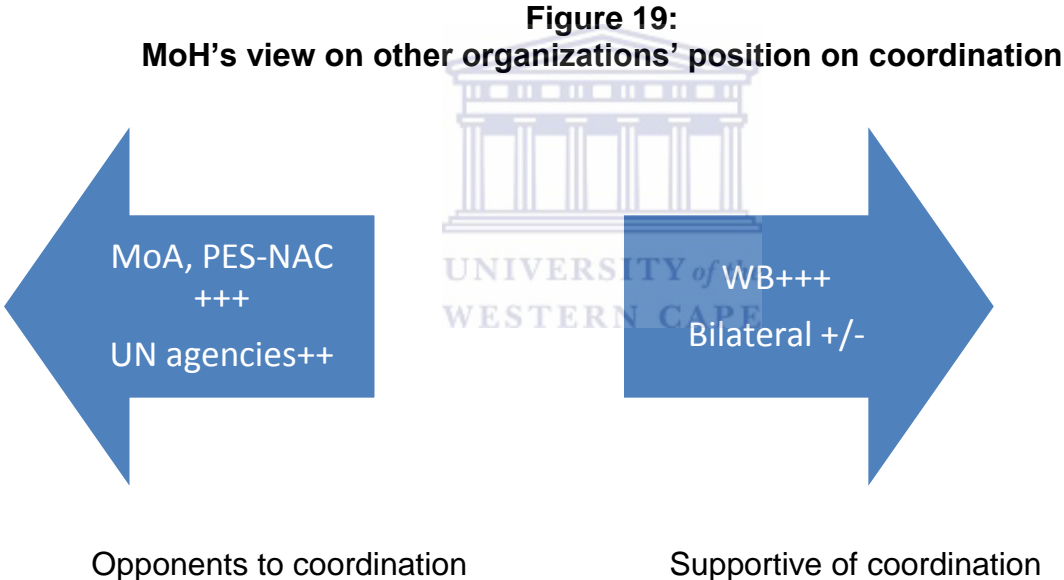 Figure 19:
MoH's view on other organizations' position on coordination
MoA, PES-NAC
+++
UN agencies++
UNIVERSITY of the
WESTERN CAPE
WB+++
Bilateral +/-
Opponents to coordination
Supportive of coordination